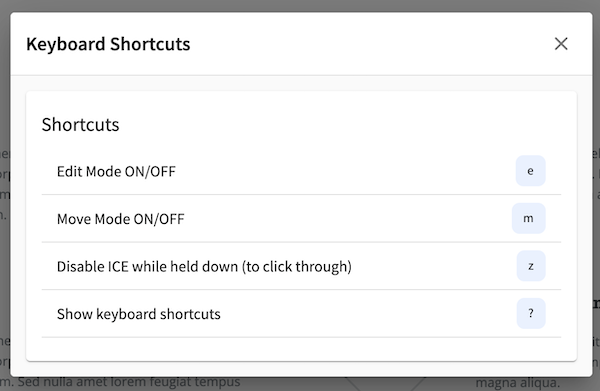 Keyboard Shortcuts
Shortcuts
Edit Mode ON/OFF e
Move Mode ON/OFF m
Disable ICE while held down (to click through) z
Show keyboard shortcuts ?
m. Sed nulla amet lorem feugiat tempus
magna aliqua.